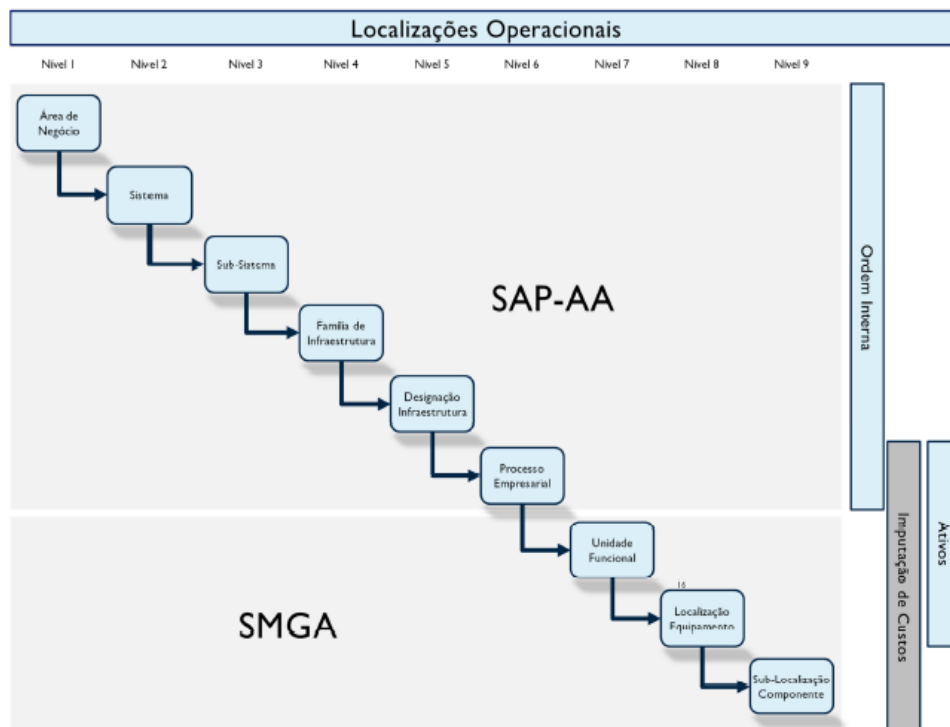 Localizações Operacionais
Nível 1 Nível 2 Nível 3 Nível 4 Nível 5 Nível 6 Nível 7 Nível 8 Nível 9
Área de
Negócio
Sistema
Sub-Sistema
Família de
Infraestrutura
Designação
Infraestrutura
Processo
Empresarial
Unidade
Funcional
16
Localização
Equipamento
Sub-Localização
Componente
SAP-AA
SMGA
Ordem Interna
Imputação de Custos
Ativos